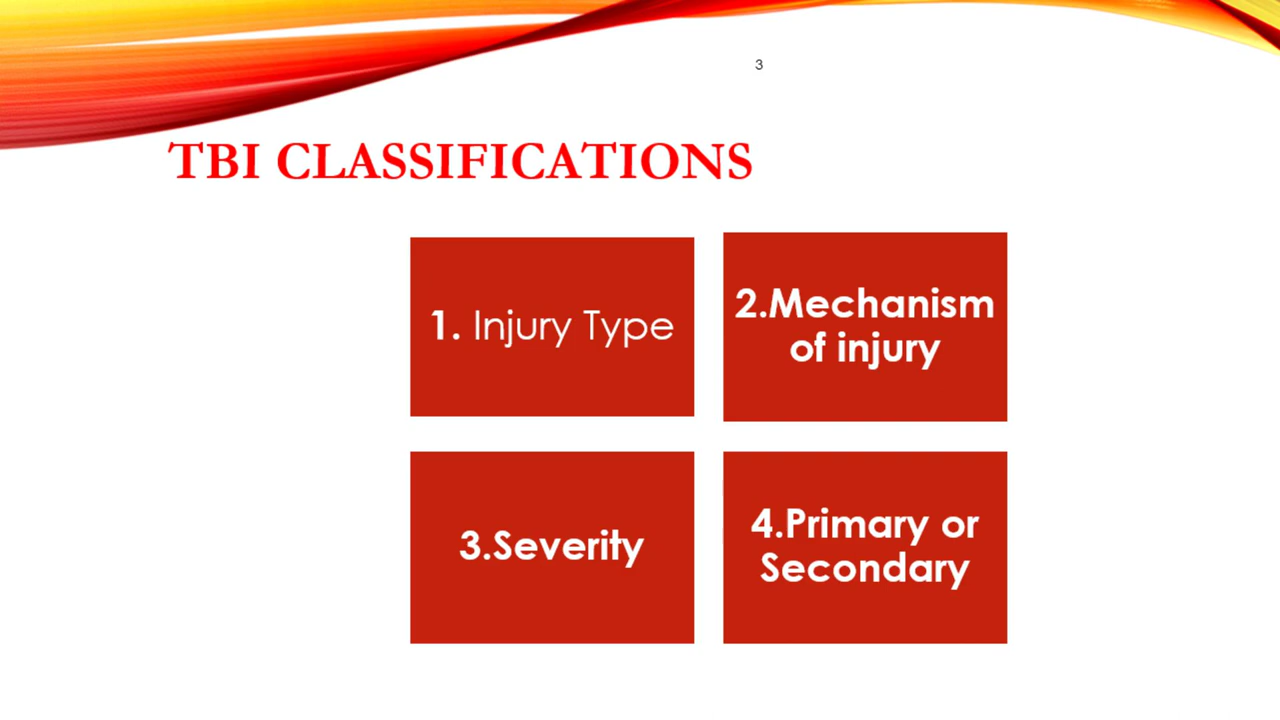 3
TBI CLASSIFICATIONS
1. Injury Type
2.Mechanism
of injury
3.Severity
4.Primary or
Secondary